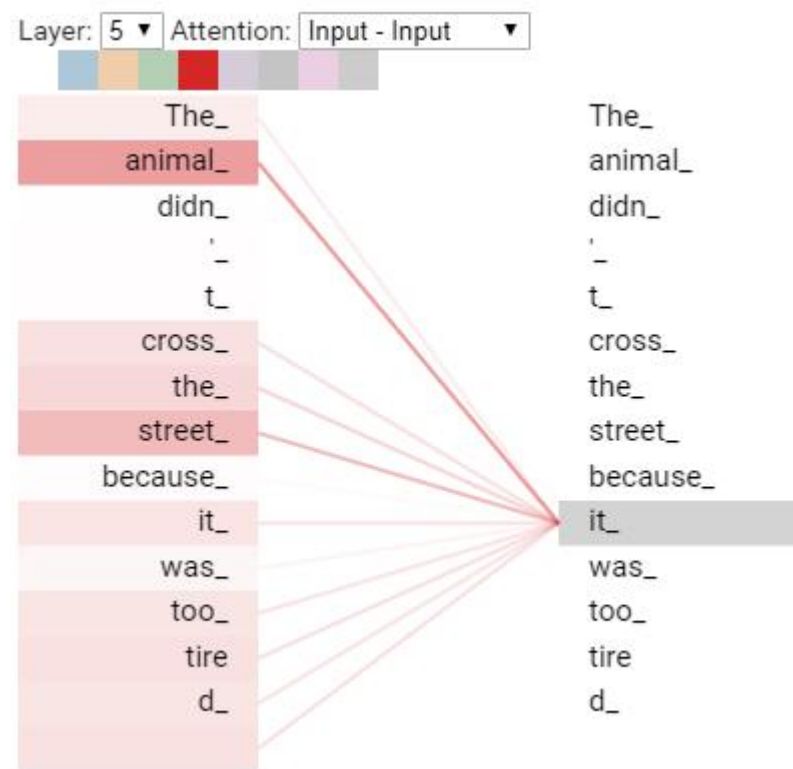 Layer: 5 Attention: Input - Input
The_ The_
animal_ animal_
didn_ didn_
'_ '_
t_ t_
cross_ cross_
the_ the_
street_ street_
because_ because_
it_ it_
was_ was_
too_ too_
tire tire
d_ d_